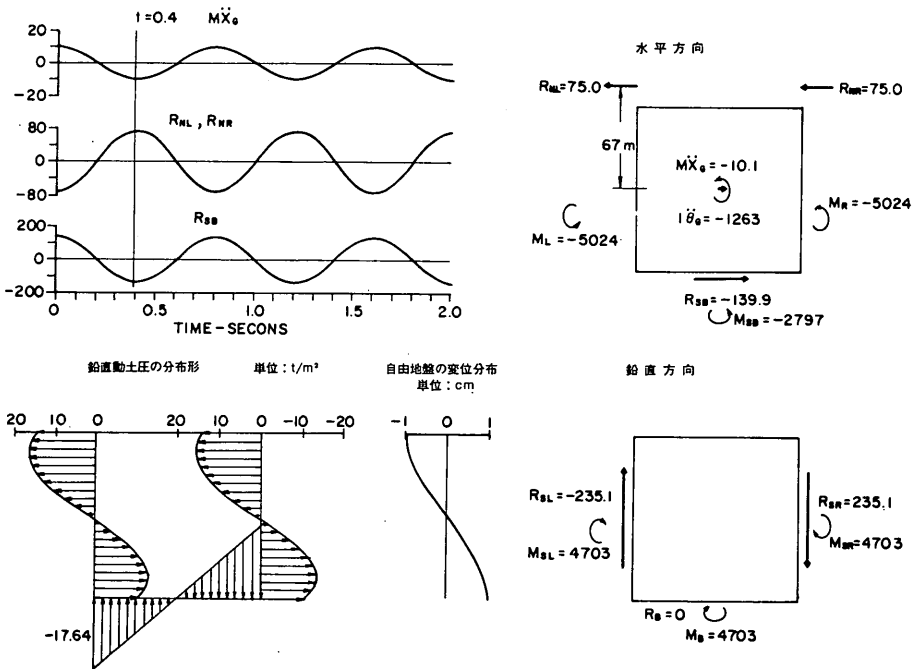 t=0.4 MẌG
20
0
-20
RNL , RNR
80
0
-80
RSB
200
0
-200
0 0.5 1.0 1.5 2.0
TIME-SECONS
水平方向
RNL=75.0
RNR=75.0
67m
MẌG=-10.1
Iθ̈G=-1263
ML=-5024
MR=-5024
RSB=-139.9
MSB=-2797
鉛直動土圧の分布形 単位：t/m²
20 10 0 20 10 0 -10 -20
-17.64
自由地盤の変位分布
単位：cm
-1 0 1
鉛直方向
RSL=-235.1
MSL=4703
RSR=235.1
MSR=4703
RB=0
MB=4703